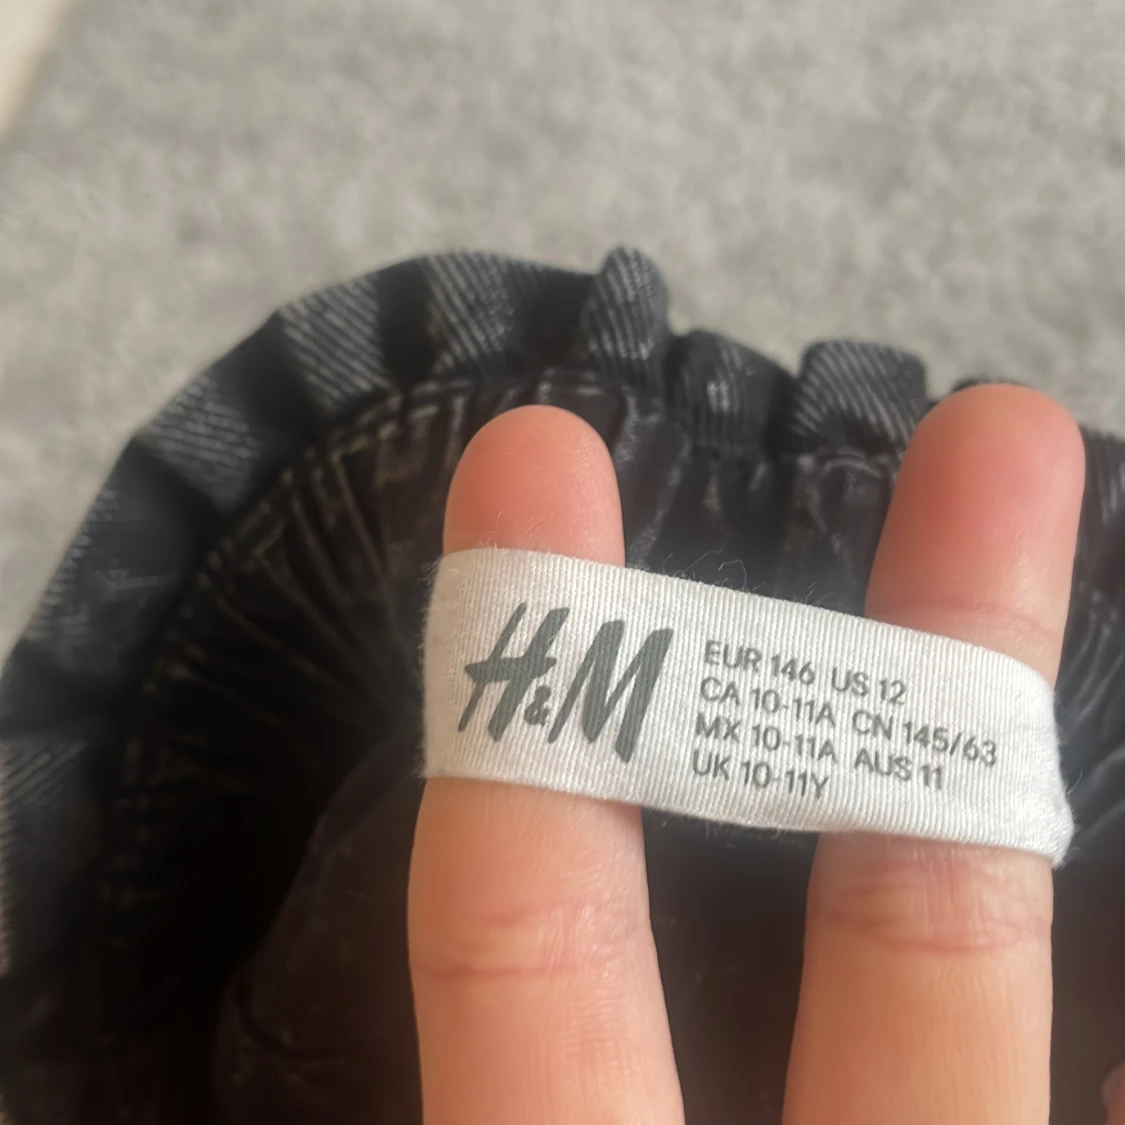 H&M
EUR 146 US 12
CA 10-11A CN 145/63
MX 10-11A AUS 11
UK 10-11Y